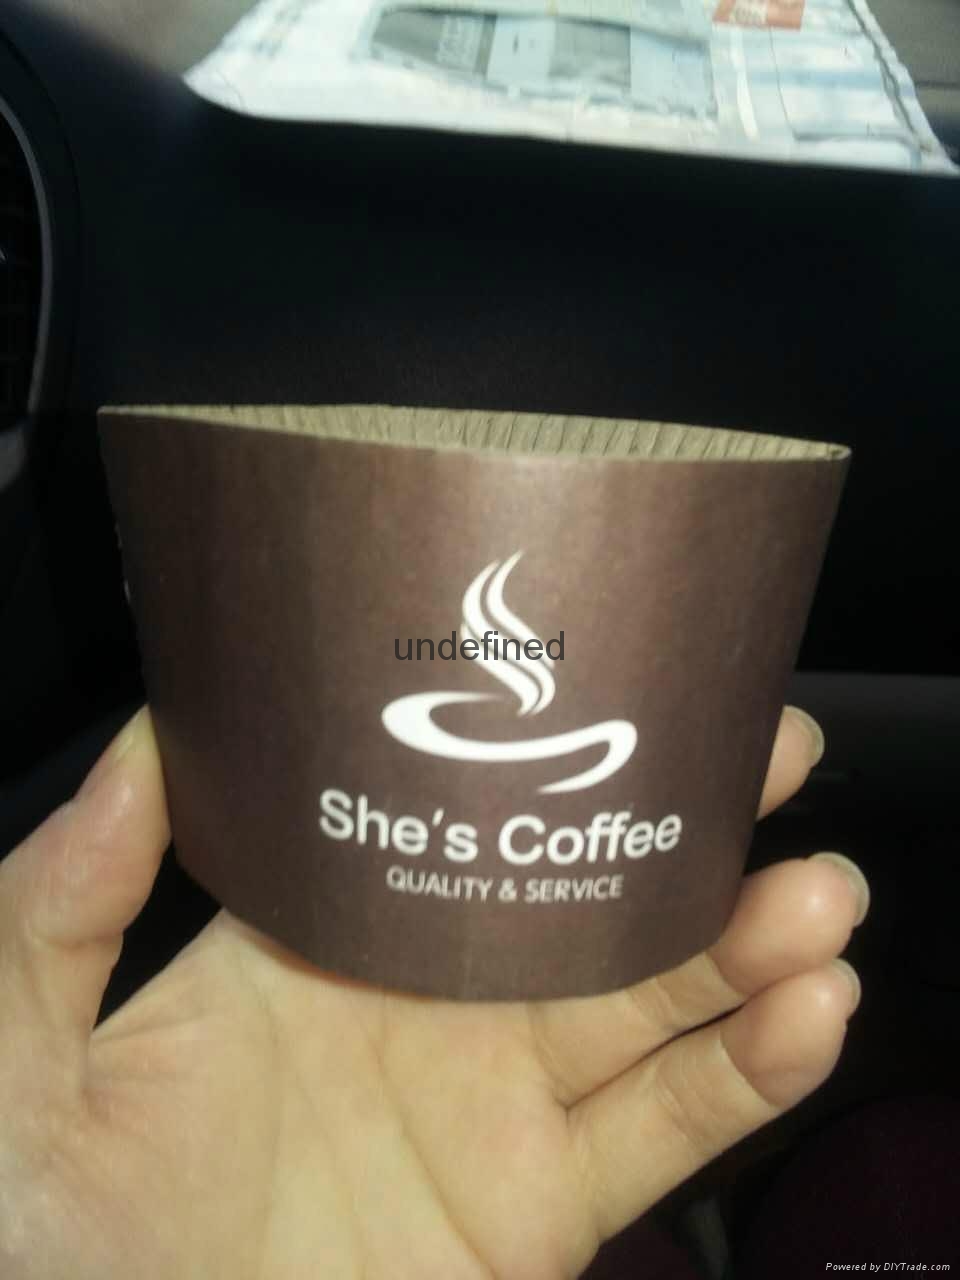 undefined
She's Coffee
QUALITY & SERVICE
Powered by DIYTrade.com